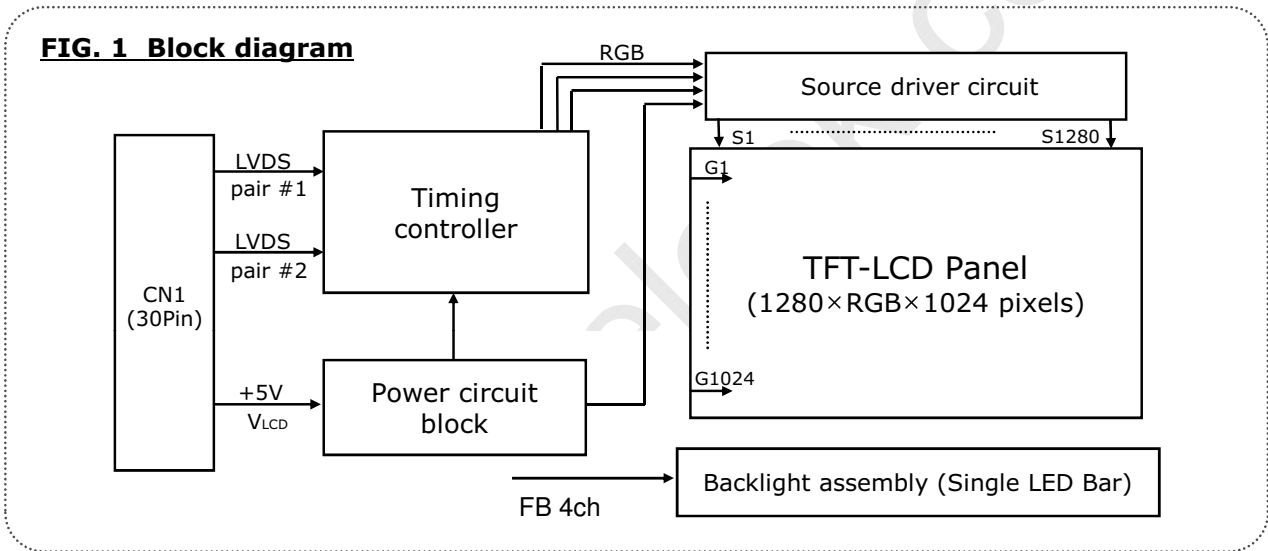 FIG. 1 Block diagram
RGB
Source driver circuit
S1
S1280
CN1
(30Pin)
LVDS
pair #1
LVDS
pair #2
+5V
VLCD
Timing
controller
Power circuit
block
G1
TFT-LCD Panel
(1280×RGB×1024 pixels)
G1024
FB 4ch
Backlight assembly (Single LED Bar)